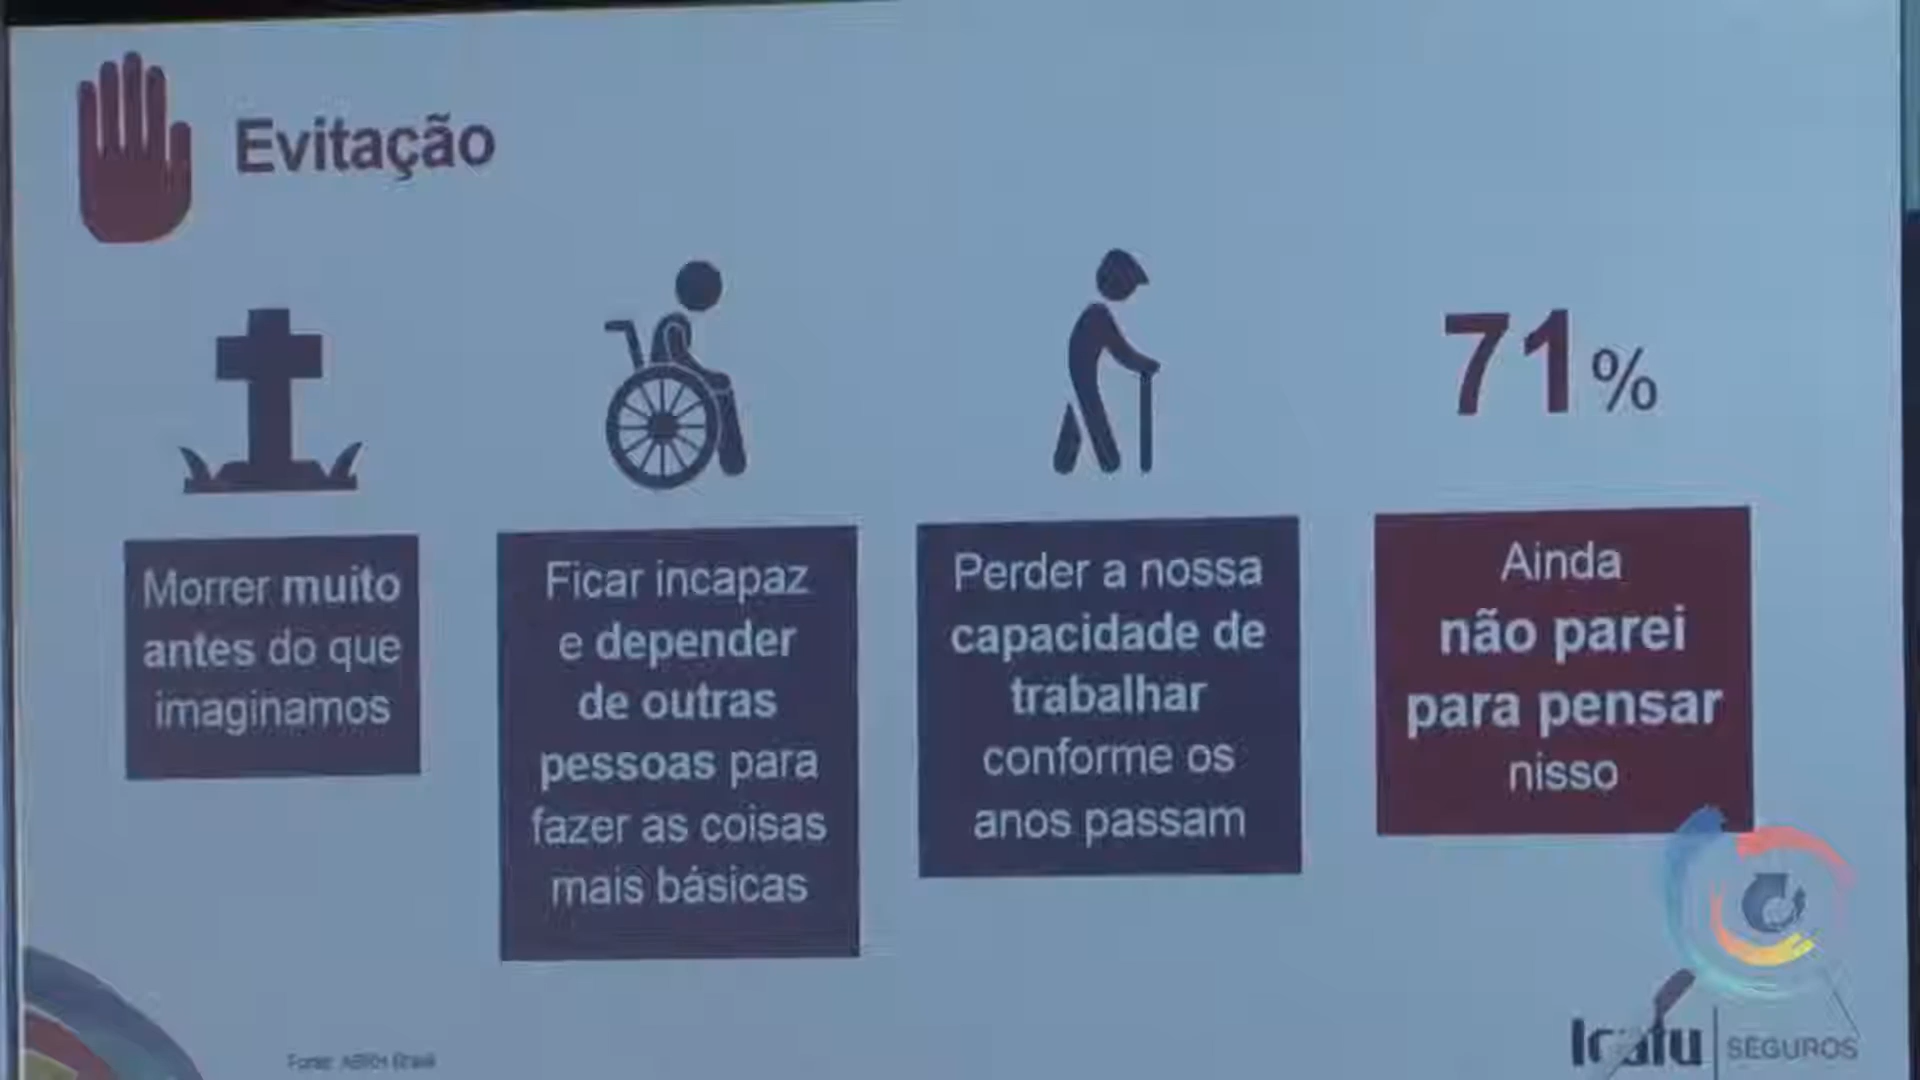 Evitação
71%
Morrer muito
antes do que
imaginamos
Ficar incapaz
e depender
de outras
pessoas para
fazer as coisas
mais básicas
Perder a nossa
capacidade de
trabalhar
conforme os
anos passam
Ainda
não parei
para pensar
nisso
SEGUROS